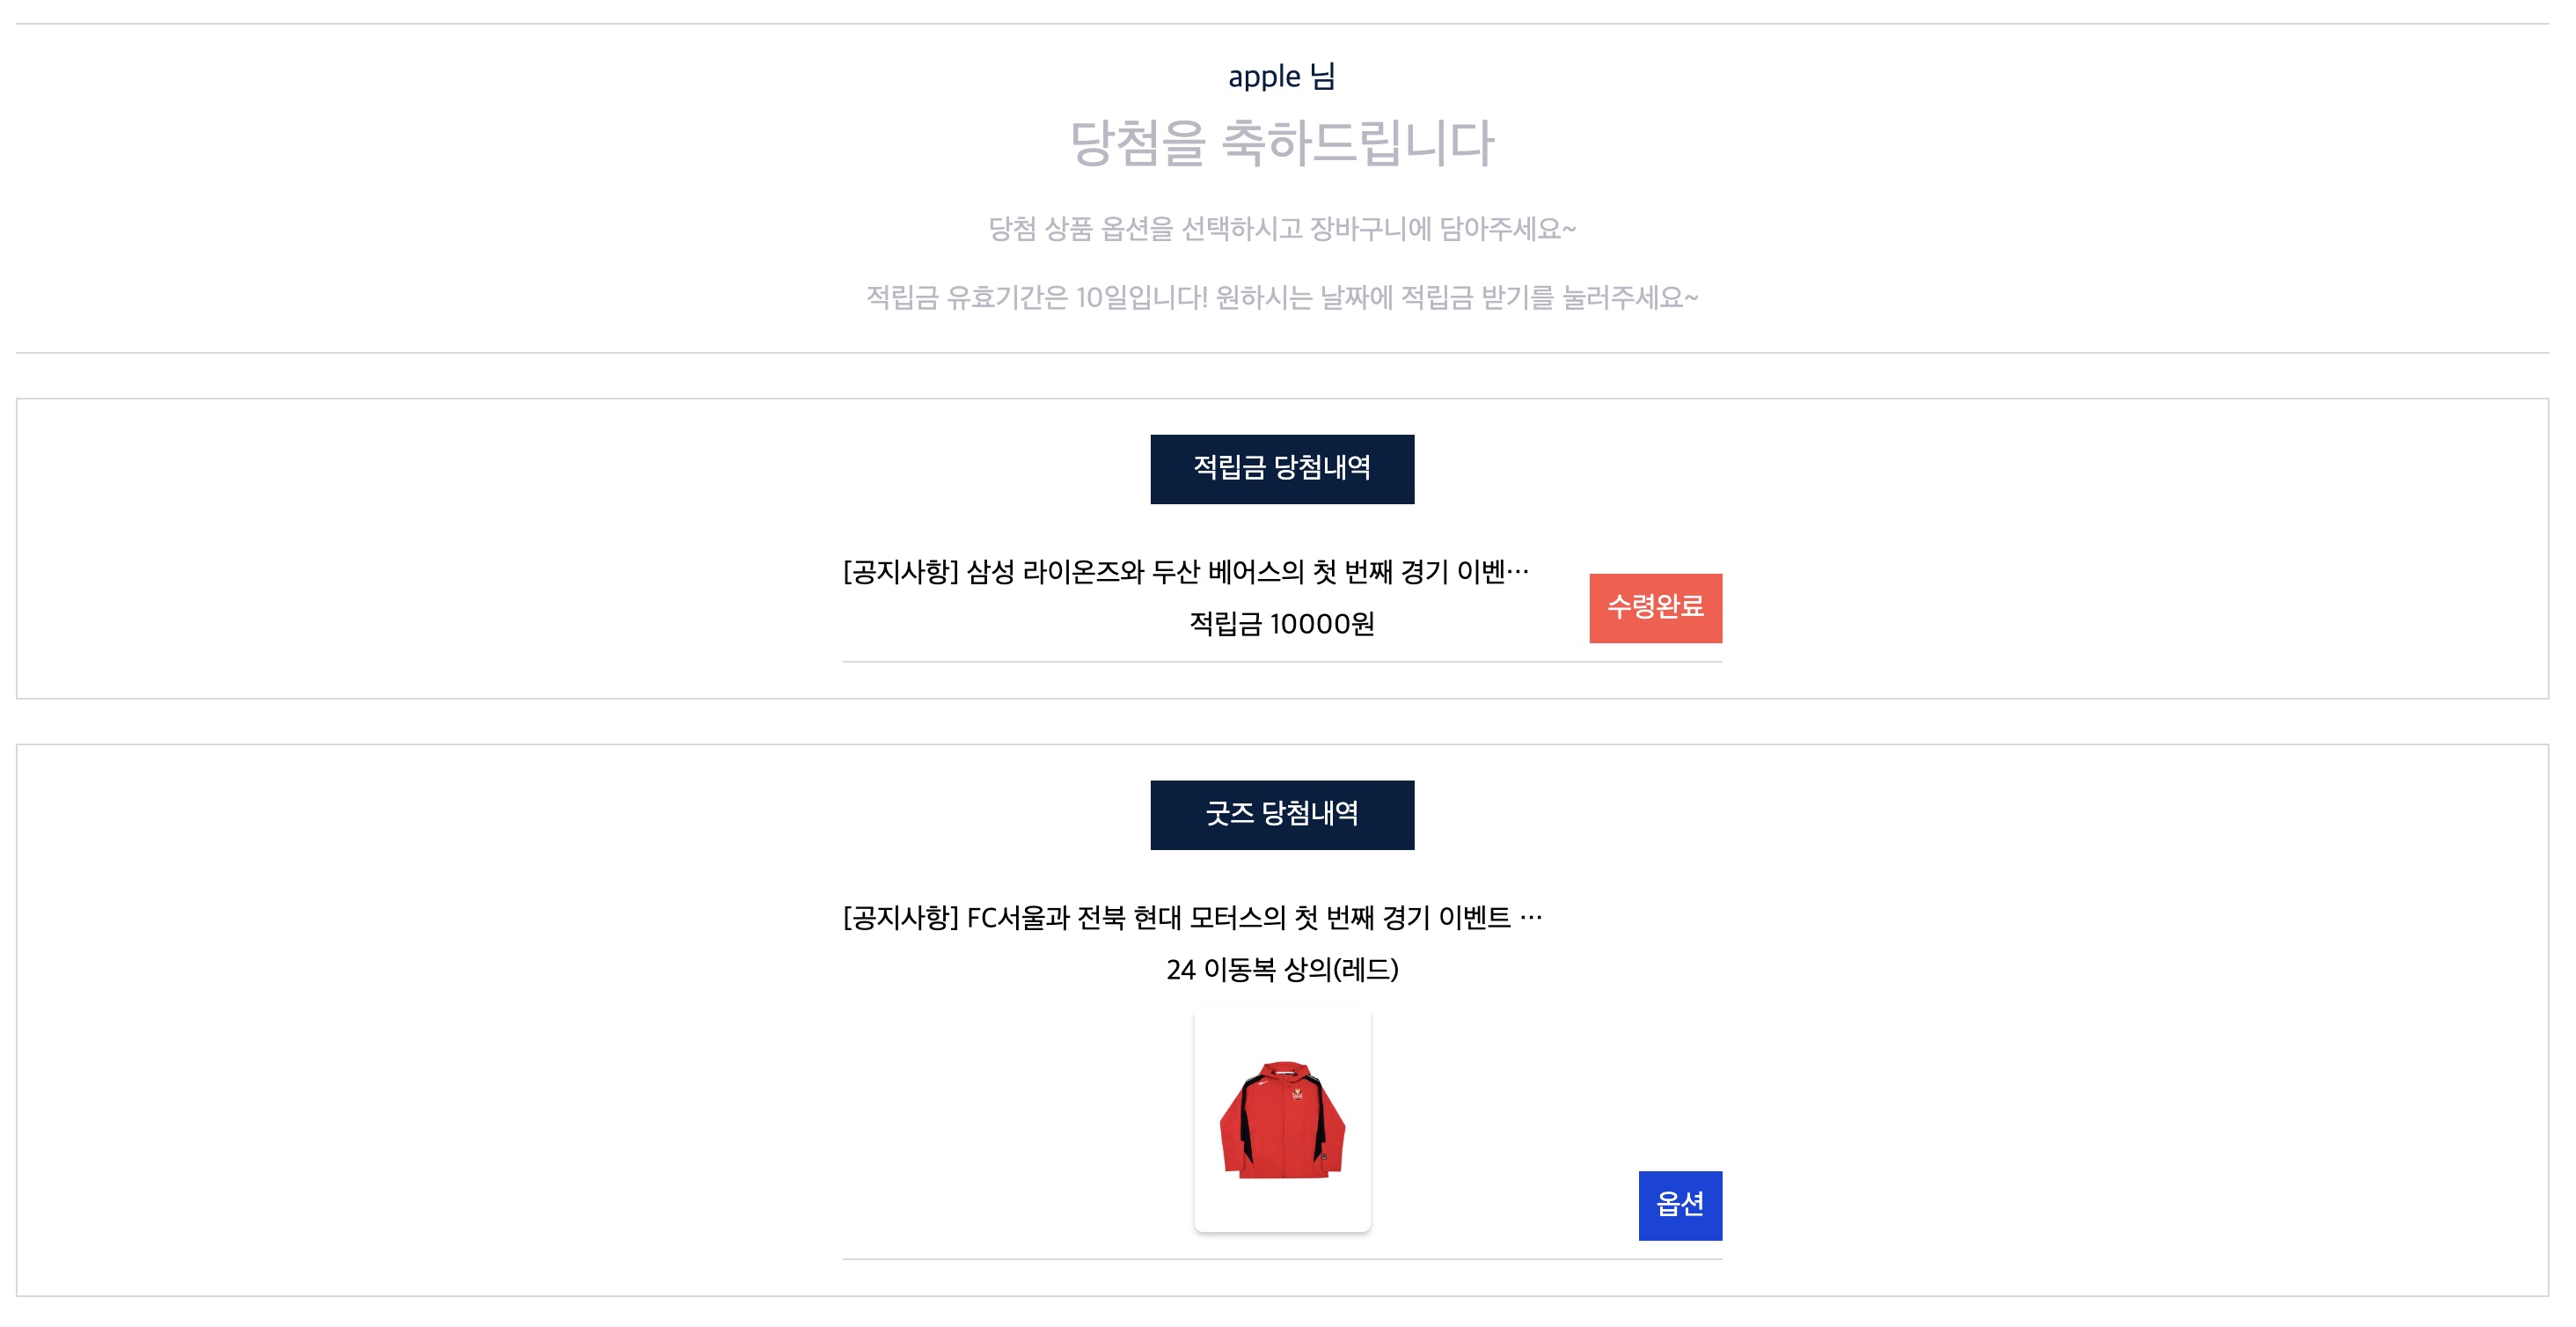 apple 님
당첨을 축하드립니다
당첨 상품 옵션을 선택하시고 장바구니에 담아주세요~
적립금 유효기간은 10일입니다! 원하시는 날짜에 적립금 받기를 눌러주세요~
적립금 당첨내역
[공지사항] 삼성 라이온즈와 두산 베어스의 첫 번째 경기 이벤…
적립금 10000원
수령완료
굿즈 당첨내역
[공지사항] FC서울과 전북 현대 모터스의 첫 번째 경기 이벤트 …
24 이동복 상의(레드)
옵션